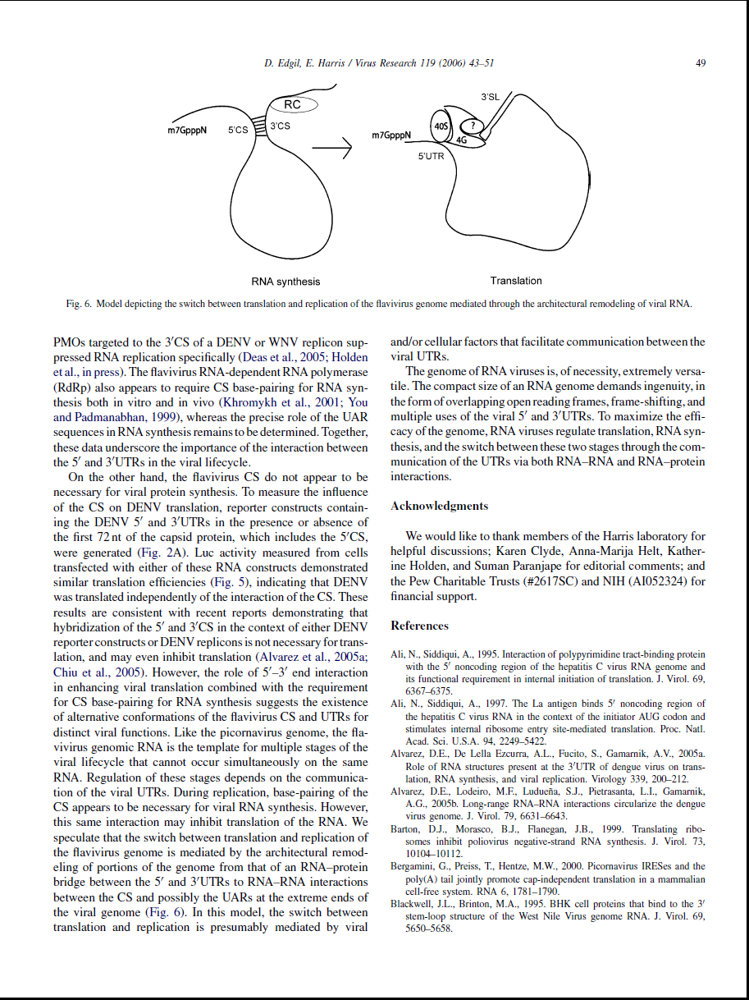 D. Edgil, E. Harris / Virus Research 119 (2006) 43–51
49
RC
m7GpppN
5'CS
3'CS
RNA synthesis
3'SL
40S
?
4G
m7GpppN
5'UTR
Translation
Fig. 6. Model depicting the switch between translation and replication of the flavivirus genome mediated through the architectural remodeling of viral RNA.
PMOs targeted to the 3′CS of a DENV or WNV replicon sup-
pressed RNA replication specifically (Deas et al., 2005; Holden
et al., in press). The flavivirus RNA-dependent RNA polymerase
(RdRp) also appears to require CS base-pairing for RNA syn-
thesis both in vitro and in vivo (Khromykh et al., 2001; You
and Padmanabhan, 1999), whereas the precise role of the UAR
sequences in RNA synthesis remains to be determined. Together,
these data underscore the importance of the interaction between
the 5′ and 3′UTRs in the viral lifecycle.
On the other hand, the flavivirus CS do not appear to be
necessary for viral protein synthesis. To measure the influence
of the CS on DENV translation, reporter constructs contain-
ing the DENV 5′ and 3′UTRs in the presence or absence of
the first 72 nt of the capsid protein, which includes the 5′CS,
were generated (Fig. 2A). Luc activity measured from cells
transfected with either of these RNA constructs demonstrated
similar translation efficiencies (Fig. 5), indicating that DENV
was translated independently of the interaction of the CS. These
results are consistent with recent reports demonstrating that
hybridization of the 5′ and 3′CS in the context of either DENV
reporter constructs or DENV replicons is not necessary for trans-
lation, and may even inhibit translation (Alvarez et al., 2005a;
Chiu et al., 2005). However, the role of 5′–3′ end interaction
in enhancing viral translation combined with the requirement
for CS base-pairing for RNA synthesis suggests the existence
of alternative conformations of the flavivirus CS and UTRs for
distinct viral functions. Like the picornavirus genome, the fla-
vivirus genomic RNA is the template for multiple stages of the
viral lifecycle that cannot occur simultaneously on the same
RNA. Regulation of these stages depends on the communica-
tion of the viral UTRs. During replication, base-pairing of the
CS appears to be necessary for viral RNA synthesis. However,
this same interaction may inhibit translation of the RNA. We
speculate that the switch between translation and replication of
the flavivirus genome is mediated by the architectural remod-
eling of portions of the genome from that of an RNA–protein
bridge between the 5′ and 3′UTRs to RNA–RNA interactions
between the CS and possibly the UARs at the extreme ends of
the viral genome (Fig. 6). In this model, the switch between
translation and replication is presumably mediated by viral
and/or cellular factors that facilitate communication between the
viral UTRs.
The genome of RNA viruses is, of necessity, extremely versa-
tile. The compact size of an RNA genome demands ingenuity, in
the form of overlapping open reading frames, frame-shifting, and
multiple uses of the viral 5′ and 3′UTRs. To maximize the effi-
cacy of the genome, RNA viruses regulate translation, RNA syn-
thesis, and the switch between these two stages through the com-
munication of the UTRs via both RNA–RNA and RNA–protein
interactions.
Acknowledgments
We would like to thank members of the Harris laboratory for
helpful discussions; Karen Clyde, Anna-Marija Helt, Kather-
ine Holden, and Suman Paranjape for editorial comments; and
the Pew Charitable Trusts (#2617SC) and NIH (AI052324) for
financial support.
References
Ali, N., Siddiqui, A., 1995. Interaction of polypyrimidine tract-binding protein
with the 5′ noncoding region of the hepatitis C virus RNA genome and
its functional requirement in internal initiation of translation. J. Virol. 69,
6367–6375.
Ali, N., Siddiqui, A., 1997. The La antigen binds 5′ noncoding region of
the hepatitis C virus RNA in the context of the initiator AUG codon and
stimulates internal ribosome entry site-mediated translation. Proc. Natl.
Acad. Sci. U.S.A. 94, 2249–5422.
Alvarez, D.E., De Lella Ezcurra, A.L., Fucito, S., Gamarnik, A.V., 2005a.
Role of RNA structures present at the 3′UTR of dengue virus on trans-
lation, RNA synthesis, and viral replication. Virology 339, 200–212.
Alvarez, D.E., Lodeiro, M.F., Ludueña, S.J., Pietrasanta, L.I., Gamarnik,
A.G., 2005b. Long-range RNA–RNA interactions circularize the dengue
virus genome. J. Virol. 79, 6631–6643.
Barton, D.J., Morasco, B.J., Flanegan, J.B., 1999. Translating ribo-
somes inhibit poliovirus negative-strand RNA synthesis. J. Virol. 73,
10104–10112.
Bergamini, G., Preiss, T., Hentze, M.W., 2000. Picornavirus IRESes and the
poly(A) tail jointly promote cap-independent translation in a mammalian
cell-free system. RNA 6, 1781–1790.
Blackwell, J.L., Brinton, M.A., 1995. BHK cell proteins that bind to the 3′
stem-loop structure of the West Nile Virus genome RNA. J. Virol. 69,
5650–5658.